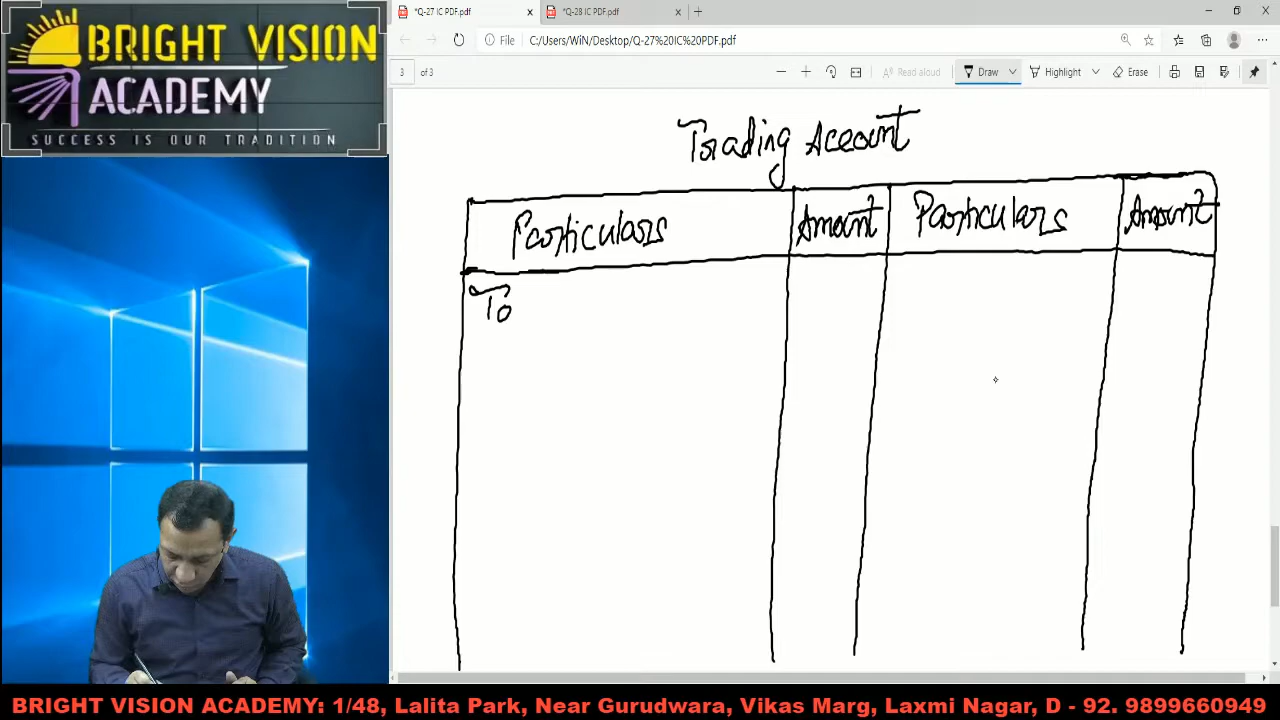 BRIGHT VISION
ACADEMY
SUCCESS IS OUR TRADITION
*Q-27 IC PDF.pdf
*Q-28 IC PDF.pdf
File C:/Users/WiN/Desktop/Q-27%20IC%20PDF.pdf
3 of 3 Read aloud Draw Highlight Erase
Trading Account
Particulars Amount Particulars Amount
To
BRIGHT VISION ACADEMY: 1/48, Lalita Park, Near Gurudwara, Vikas Marg, Laxmi Nagar, D - 92. 9899660949